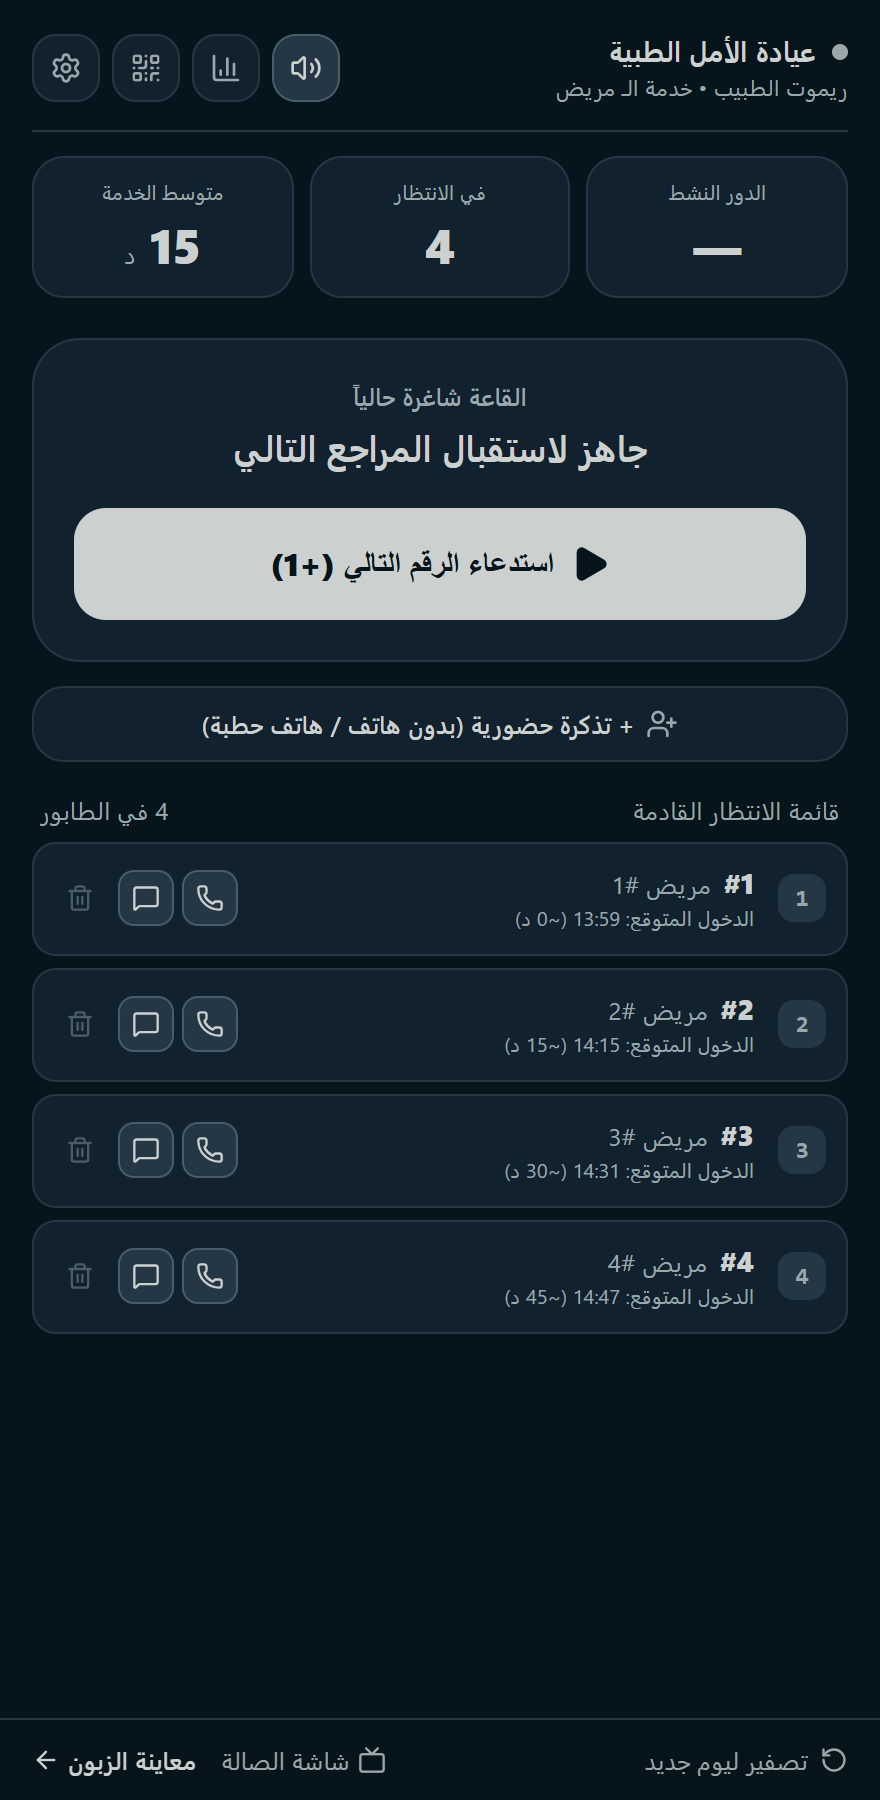 عيادة الأمل الطبية
ريموت الطبيب • خدمة الـ مريض
الدور النشط
—
في الانتظار
4
متوسط الخدمة
15 د
القاعة شاغرة حالياً
جاهز لاستقبال المراجع التالي
استدعاء الرقم التالي (+1)
+ تذكرة حضورية (بدون هاتف / هاتف حطبة)
قائمة الانتظار القادمة
4 في الطابور
1
#1 مريض #1
الدخول المتوقع: 13:59 (~0 د)
2
#2 مريض #2
الدخول المتوقع: 14:15 (~15 د)
3
#3 مريض #3
الدخول المتوقع: 14:31 (~30 د)
4
#4 مريض #4
الدخول المتوقع: 14:47 (~45 د)
تصفير ليوم جديد
شاشة الصالة
معاينة الزبون